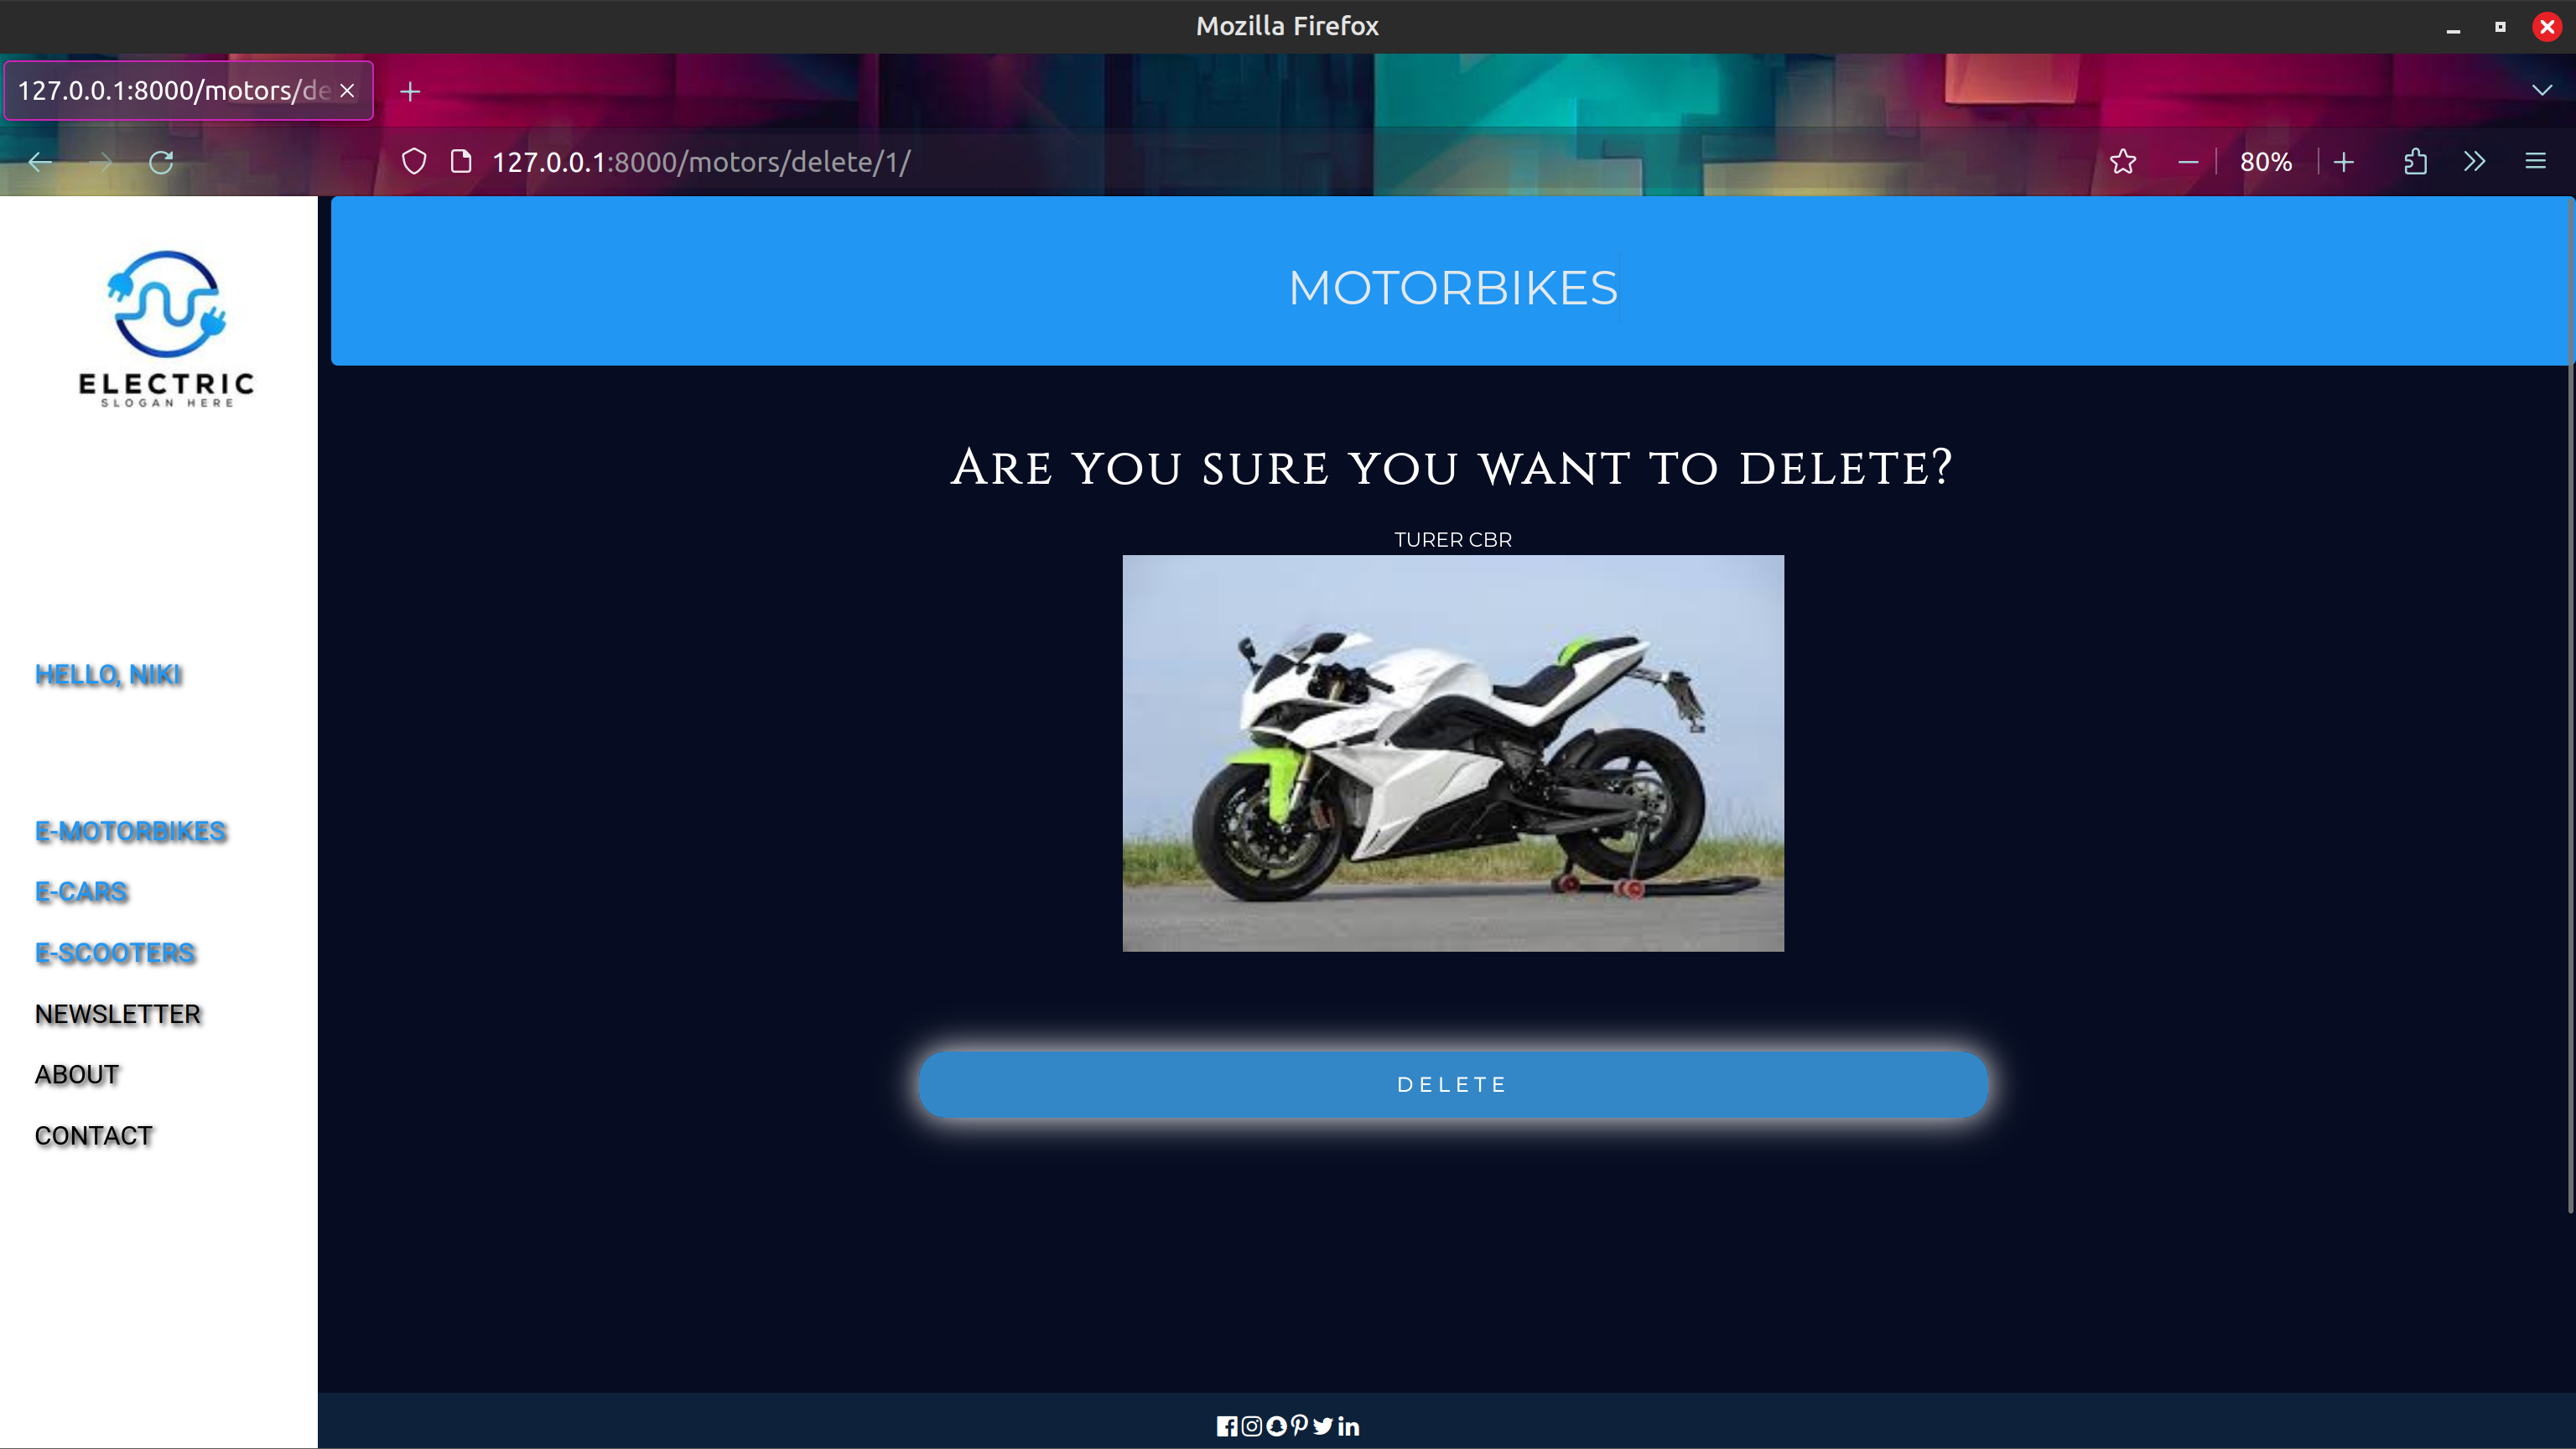 Mozilla Firefox
127.0.0.1:8000/motors/de
127.0.0.1:8000/motors/delete/1/
80%
ELECTRIC
SLOGAN HERE
HELLO, NIKI
E-MOTORBIKES
E-CARS
E-SCOOTERS
NEWSLETTER
ABOUT
CONTACT
MOTORBIKES
ARE YOU SURE YOU WANT TO DELETE?
TURER CBR
DELETE